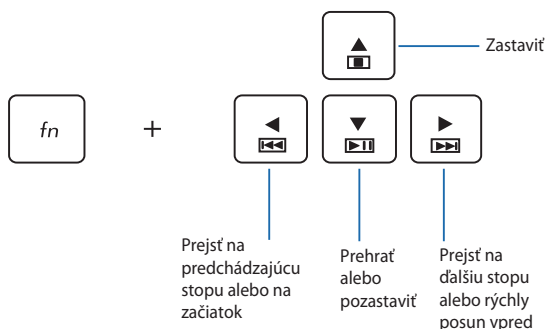 Zastaviť
fn
+
Prejsť na
predchádzajúcu
stopu alebo na
začiatok
Prehrať
alebo
pozastaviť
Prejsť na
ďalšiu stopu
alebo rýchly
posun vpred